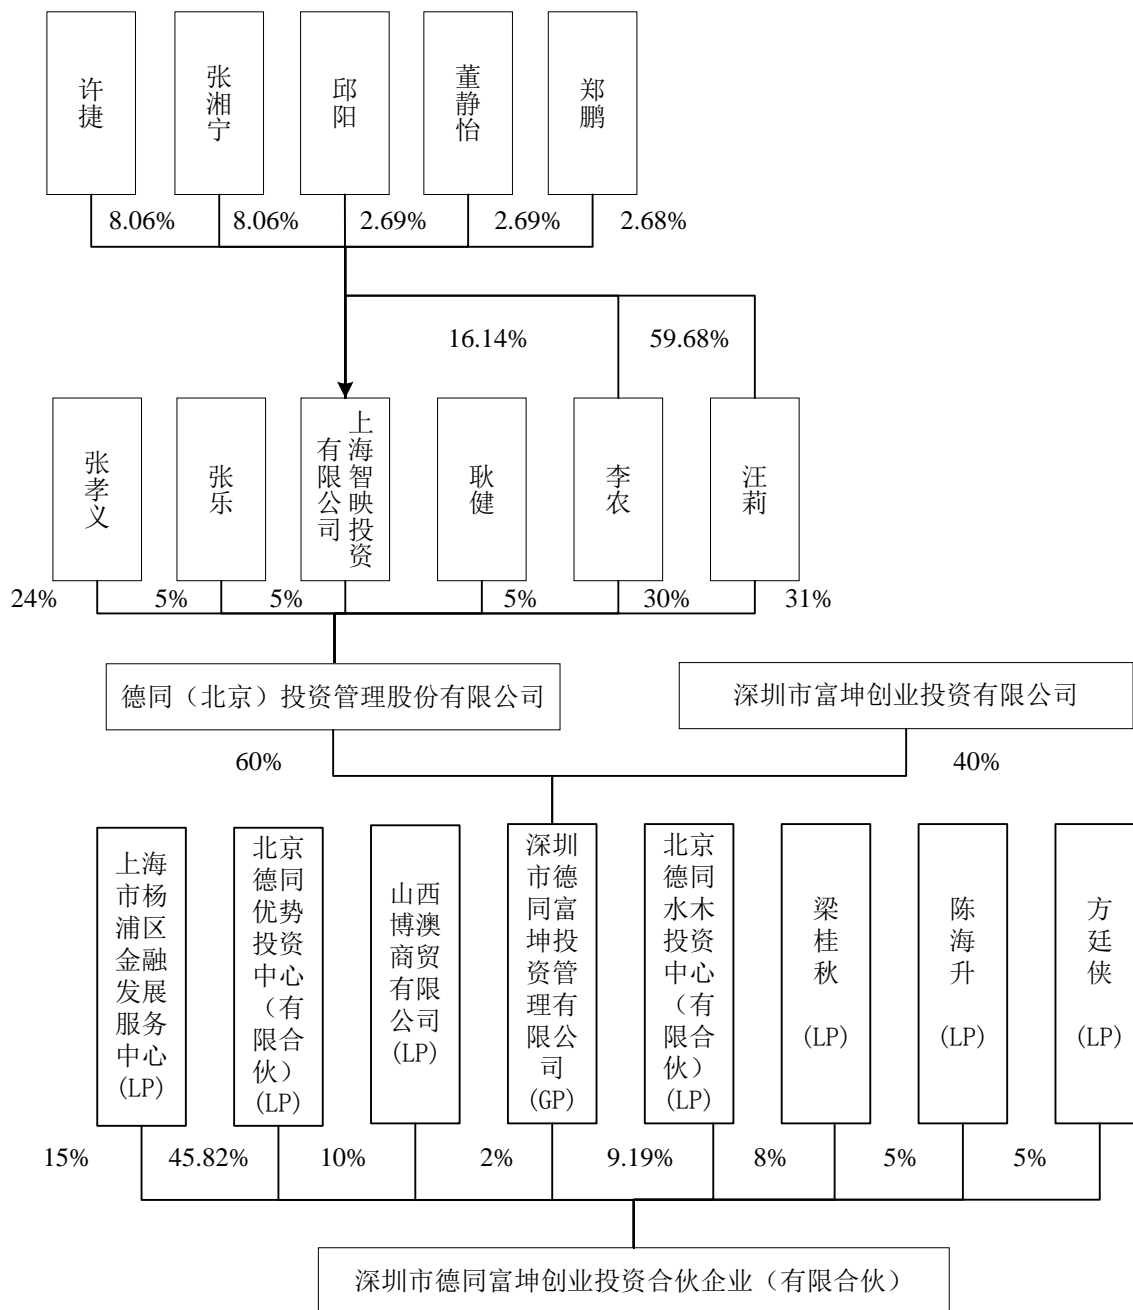 许捷
张湘宁
邱阳
董静怡
郑鹏
8.06%
8.06%
2.69%
2.69%
2.68%
16.14%
59.68%
张孝义
张乐
上海智映投资
有限公司
耿健
李农
汪莉
24%
5%
5%
5%
30%
31%
德同（北京）投资管理股份有限公司
深圳市富坤创业投资有限公司
60%
40%
上海
市杨
浦区
金融
发展
服务
中心
(LP)
北京
德同
优势
投资
中心
（有
限合
伙）
(LP)
山西
博澳
商贸
有限
公司
(LP)
深圳
市德
同富
坤投
资管
理有
限公
司
(GP)
北京
德同
水木
投资
中心
（有
限合
伙）
(LP)
梁桂秋
(LP)
陈海升
(LP)
方廷侠
(LP)
15%
45.82%
10%
2%
9.19%
8%
5%
5%
深圳市德同富坤创业投资合伙企业（有限合伙）